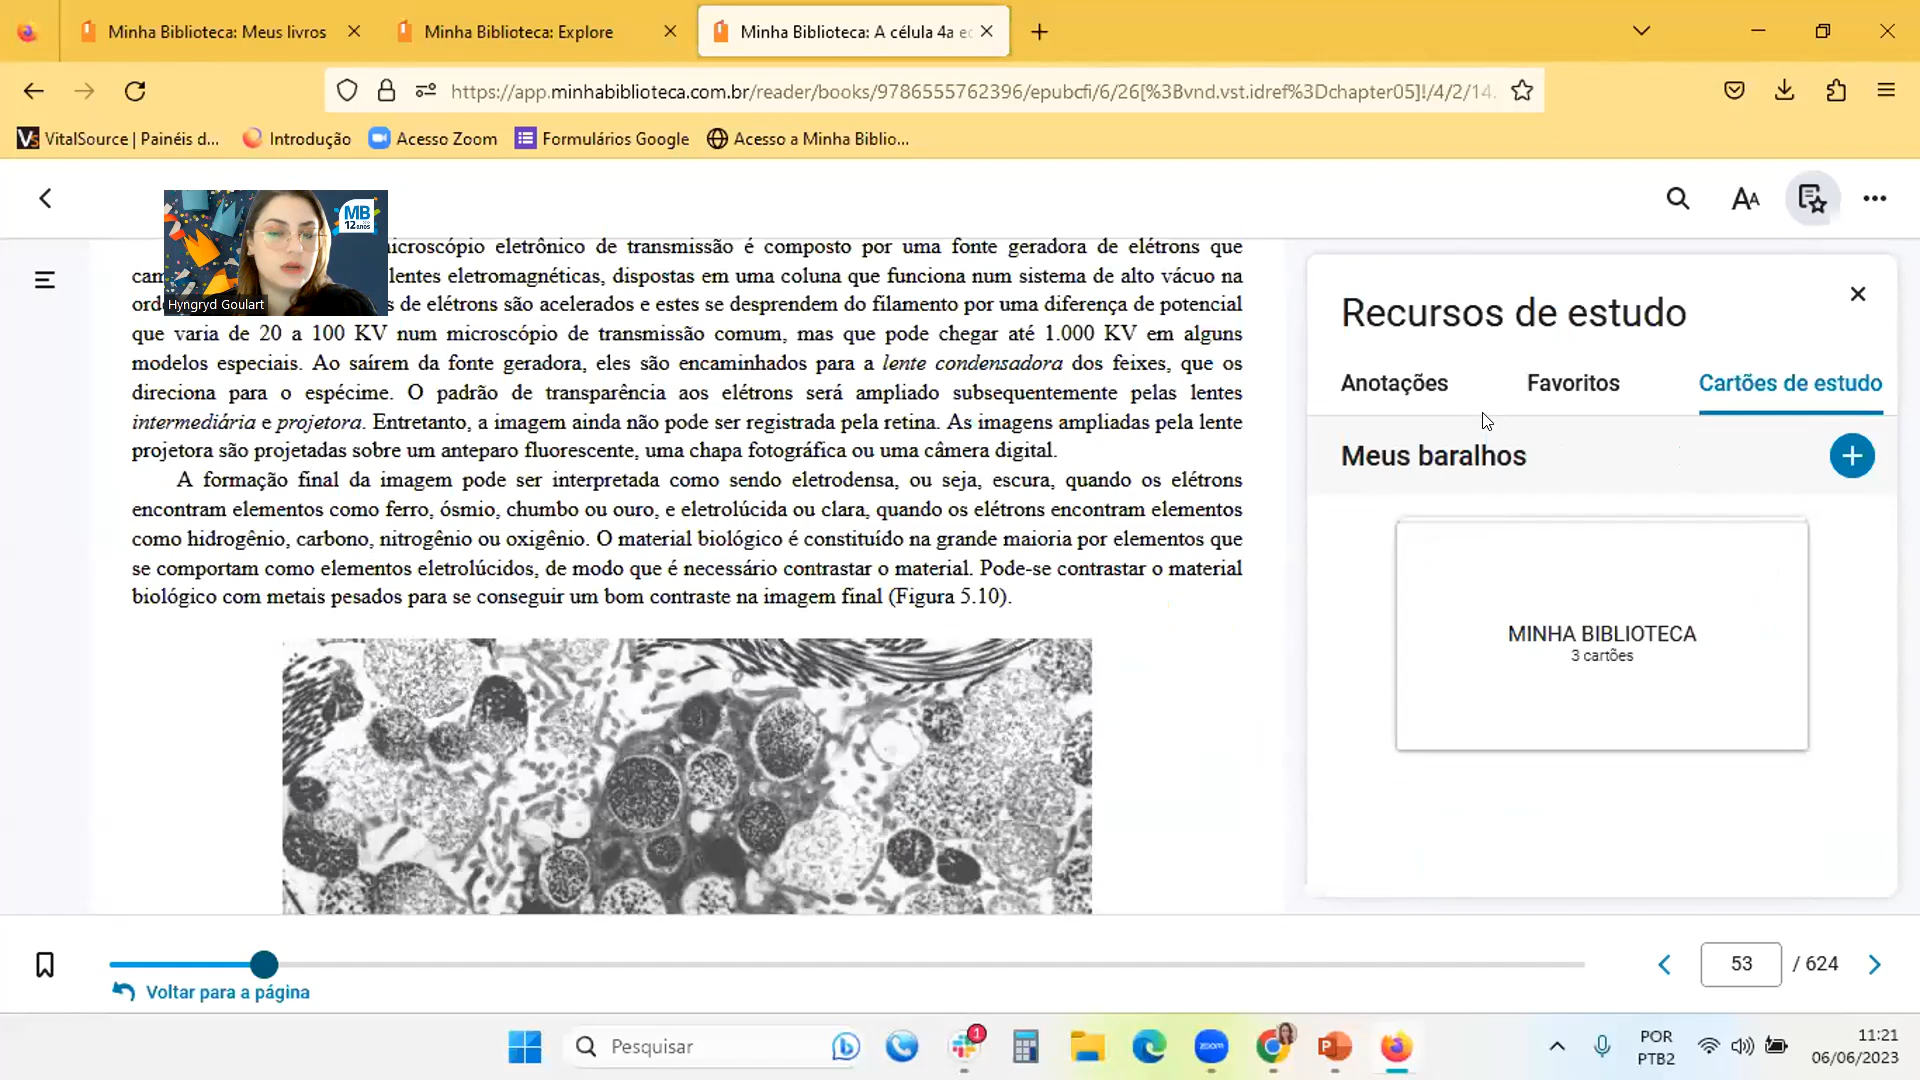 Minha Biblioteca: Meus livros
Minha Biblioteca: Explore
Minha Biblioteca: A célula 4a
https://app.minhabiblioteca.com.br/reader/books/9786555762396/epubcfi/6/26[%3Bvnd.vst.idref%3Dchapter05]!/4/2/14.
VitalSource | Painéis d...
Introdução
Acesso Zoom
Formulários Google
Acesso a Minha Biblio...
MB
12 anos
Hyngryd Goulart
icroscópio eletrônico de transmissão é composto por uma fonte geradora de elétrons que
lentes eletromagnéticas, dispostas em uma coluna que funciona num sistema de alto vácuo na
s de elétrons são acelerados e estes se desprendem do filamento por uma diferença de potencial
que varia de 20 a 100 KV num microscópio de transmissão comum, mas que pode chegar até 1.000 KV em alguns
modelos especiais. Ao saírem da fonte geradora, eles são encaminhados para a lente condensadora dos feixes, que os
direciona para o espécime. O padrão de transparência aos elétrons será ampliado subsequentemente pelas lentes
intermediária e projetora. Entretanto, a imagem ainda não pode ser registrada pela retina. As imagens ampliadas pela lente
projetora são projetadas sobre um anteparo fluorescente, uma chapa fotográfica ou uma câmera digital.
A formação final da imagem pode ser interpretada como sendo eletrodensa, ou seja, escura, quando os elétrons
encontram elementos como ferro, ósmio, chumbo ou ouro, e eletrolúcida ou clara, quando os elétrons encontram elementos
como hidrogênio, carbono, nitrogênio ou oxigênio. O material biológico é constituído na grande maioria por elementos que
se comportam como elementos eletrolúcidos, de modo que é necessário contrastar o material. Pode-se contrastar o material
biológico com metais pesados para se conseguir um bom contraste na imagem final (Figura 5.10).
Recursos de estudo
Anotações
Favoritos
Cartões de estudo
Meus baralhos
MINHA BIBLIOTECA
3 cartões
Voltar para a página
53 / 624
Pesquisar
1
zoom
POR
PTB2
11:21
06/06/2023